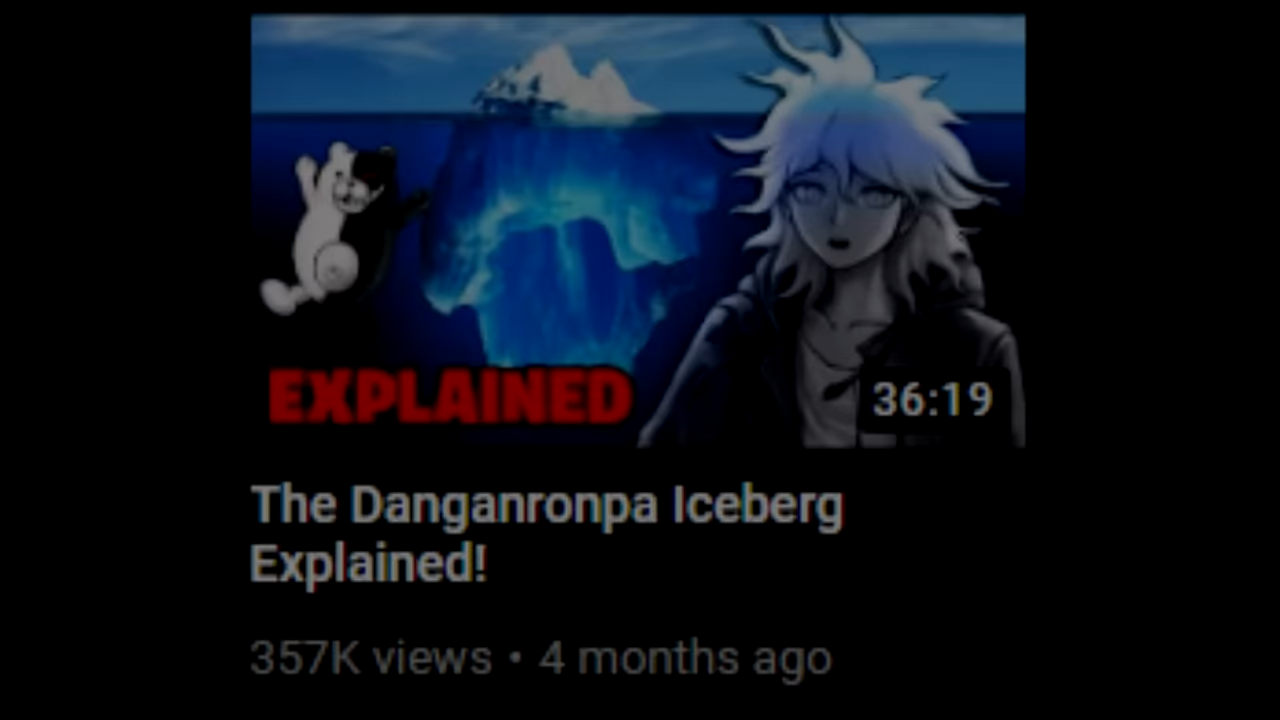 EXPLAINED
36:19
The Danganronpa Iceberg
Explained!
357K views • 4 months ago